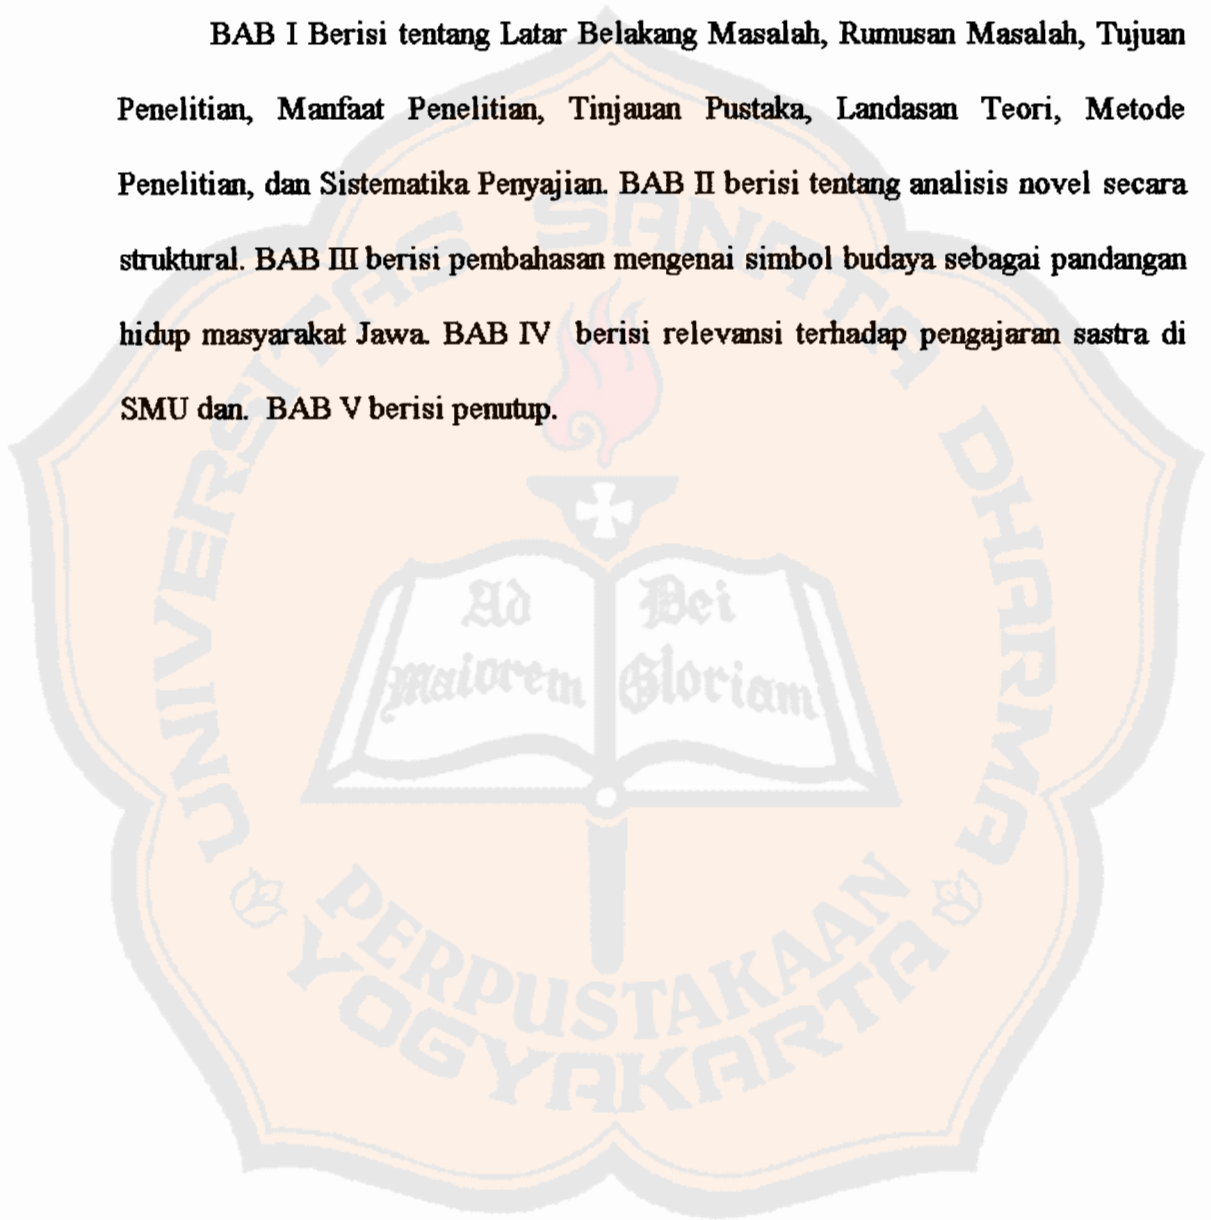 BAB I Berisi tentang Latar Belakang Masalah, Rumusan Masalah, Tujuan
Penelitian, Manfaat Penelitian, Tinjauan Pustaka, Landasan Teori, Metode
Penelitian, dan Sistematika Penyajian. BAB II berisi tentang analisis novel secara
struktural. BAB III berisi pembahasan mengenai simbol budaya sebagai pandangan
hidup masyarakat Jawa. BAB IV berisi relevansi terhadap pengajaran sastra di
SMU dan. BAB V berisi penutup.
UNIVERSITAS SANATA DHARMA
Ad
maiorem
Dei
Gloriam
PERPUSTAKAAN
YOGYAKARTA